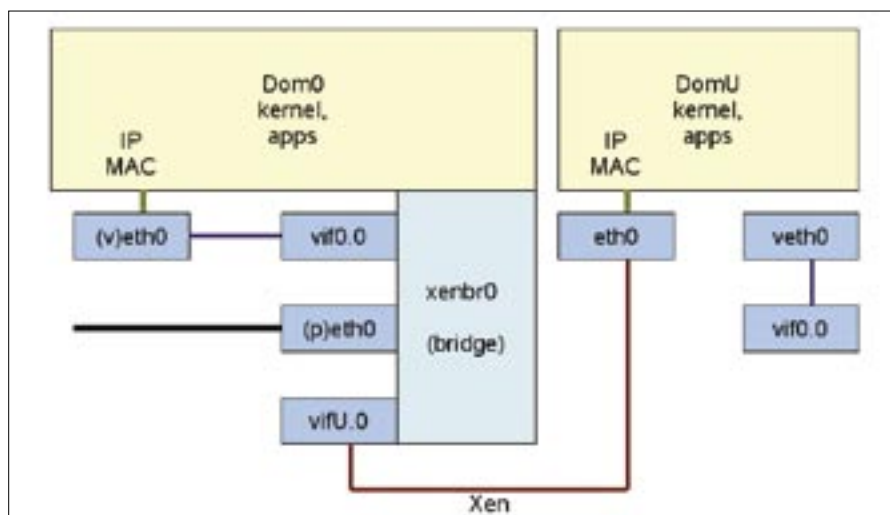 Dom0
kernel,
apps
IP
MAC
DomU
kernel,
apps
IP
MAC
(v)eth0
vif0.0
eth0
veth0
xenbr0
(bridge)
(p)eth0
vif0.0
vifU.0
Xen